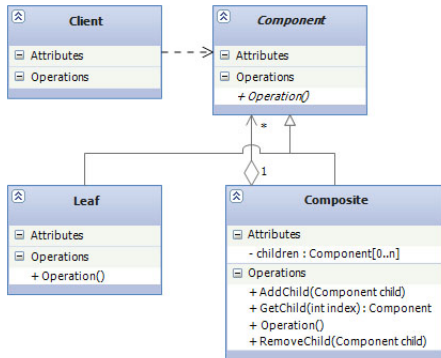 Client
Attributes
Operations
Component
Attributes
Operations
+ Operation()
*
1
Leaf
Attributes
Operations
+ Operation()
Composite
Attributes
- children : Component[0..n]
Operations
+ AddChild(Component child)
+ GetChild(int index) : Component
+ Operation()
+ RemoveChild(Component child)